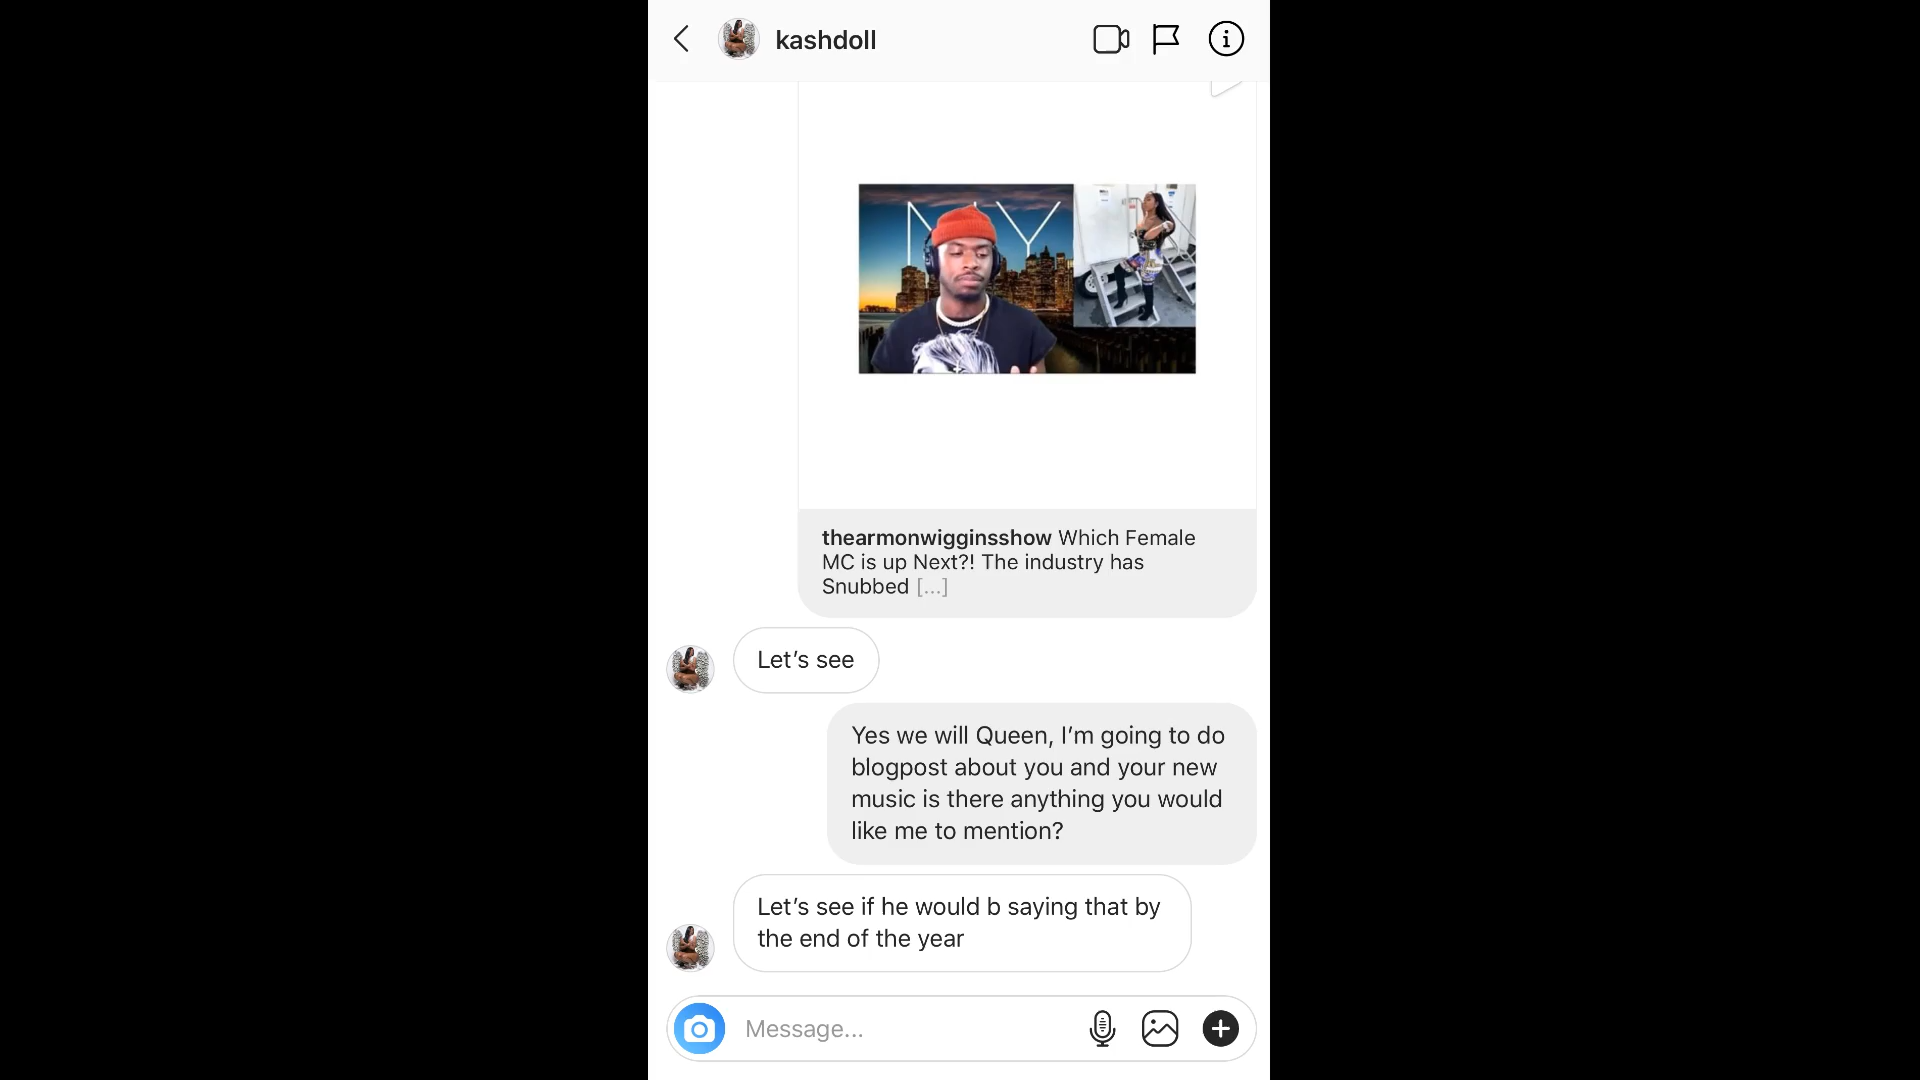 kashdoll
NY
thearmonwigginsshow Which Female
MC is up Next?! The industry has
Snubbed [...]
Let’s see
Yes we will Queen, I’m going to do
blogpost about you and your new
music is there anything you would
like me to mention?
Let’s see if he would b saying that by
the end of the year
Message...